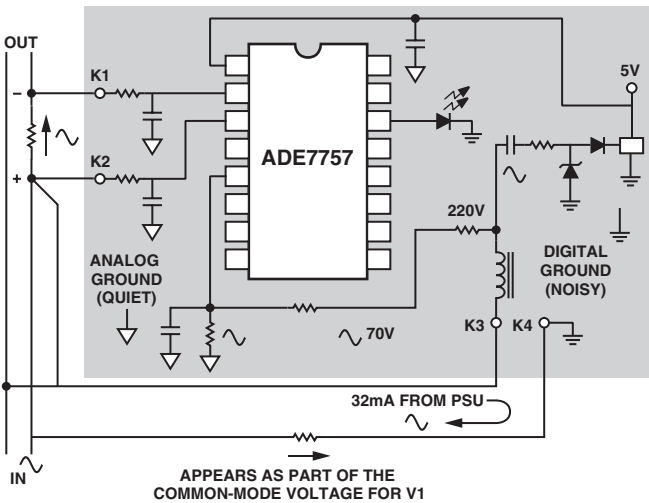 OUT
K1
5V
–
ADE7757
K2
+
220V
ANALOG
GROUND
(QUIET)
DIGITAL
GROUND
(NOISY)
70V
K3 K4
32mA FROM PSU
IN
APPEARS AS PART OF THE
COMMON-MODE VOLTAGE FOR V1